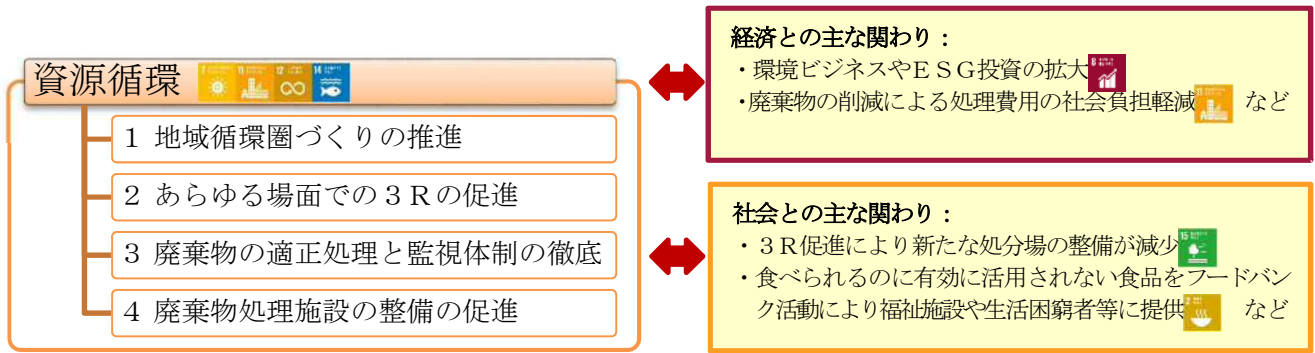 資源循環
7
11
12
14
1 地域循環圏づくりの推進
2 あらゆる場面での3Rの促進
3 廃棄物の適正処理と監視体制の徹底
4 廃棄物処理施設の整備の促進
経済との主な関わり：
・環境ビジネスやＥＳＧ投資の拡大
8
・廃棄物の削減による処理費用の社会負担軽減 など
11
社会との主な関わり：
・３Ｒ促進により新たな処分場の整備が減少
15
・食べられるのに有効に活用されない食品をフードバン
ク活動により福祉施設や生活困窮者等に提供 など
2